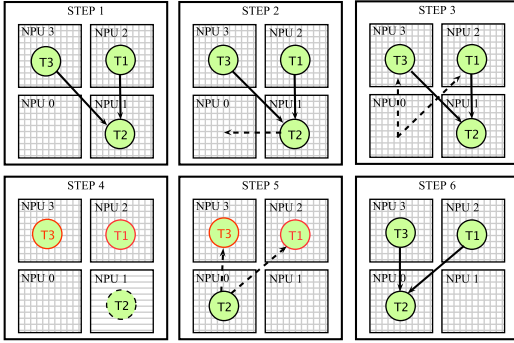 STEP 1
NPU 3 NPU 2
T3 T1
NPU 0 NPU 1
T2
STEP 2
NPU 3 NPU 2
T3 T1
NPU 0 NPU 1
T2
STEP 3
NPU 3 NPU 2
T3 T1
NPU 0 NPU 1
T2
STEP 4
NPU 3 NPU 2
T3 T1
NPU 0 NPU 1
T2
STEP 5
NPU 3 NPU 2
T3 T1
NPU 0 NPU 1
T2
STEP 6
NPU 3 NPU 2
T3 T1
NPU 0 NPU 1
T2